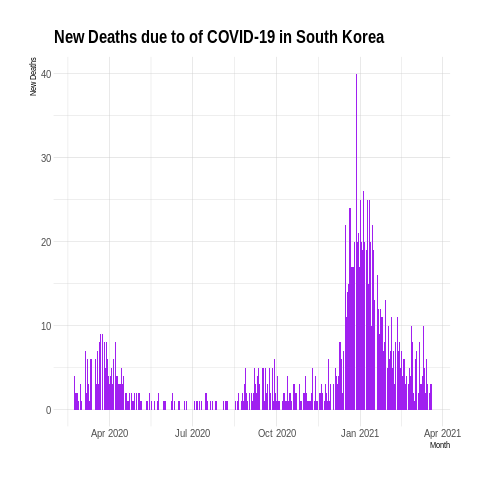 New Deaths due to of COVID-19 in South Korea
New Deaths
40
30
20
10
0
Apr 2020 Jul 2020 Oct 2020 Jan 2021 Apr 2021
Month